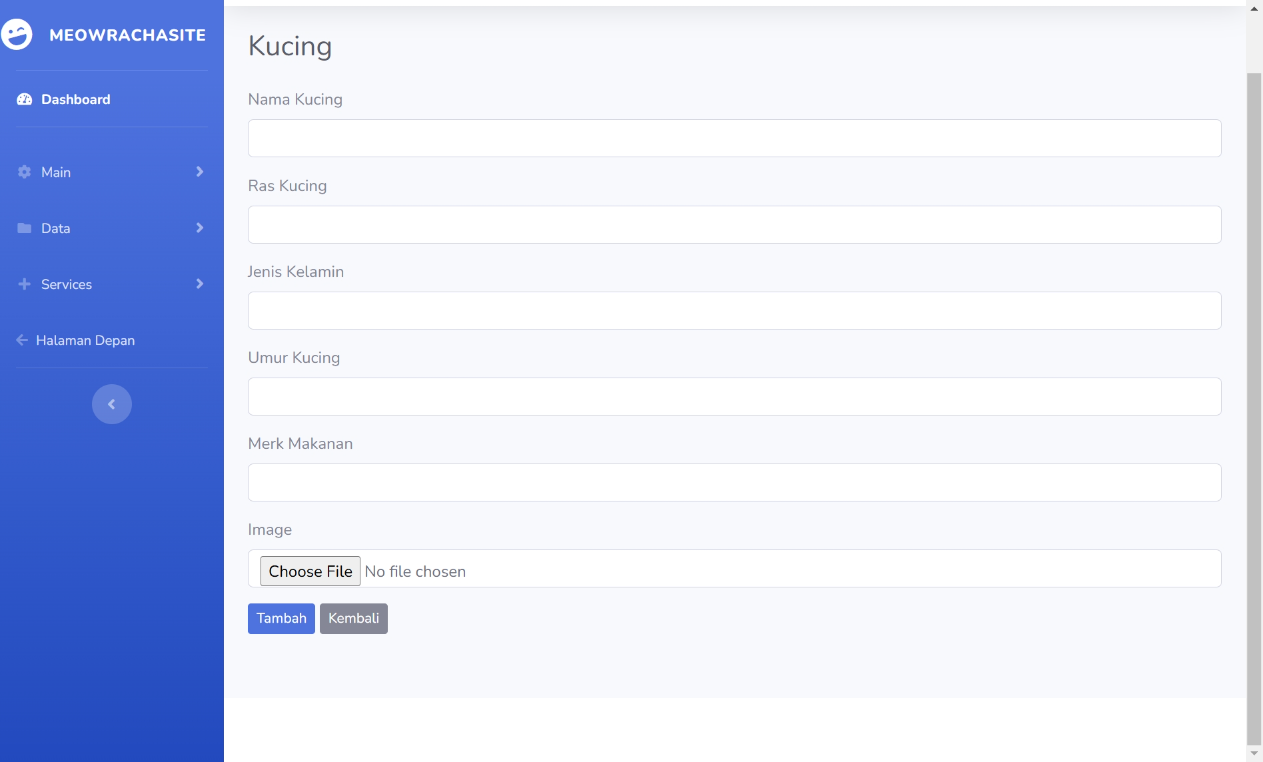 MEOWRACHASITE
Dashboard
Main
Data
Services
Halaman Depan
Kucing
Nama Kucing
Ras Kucing
Jenis Kelamin
Umur Kucing
Merk Makanan
Image
Choose File No file chosen
Tambah Kembali